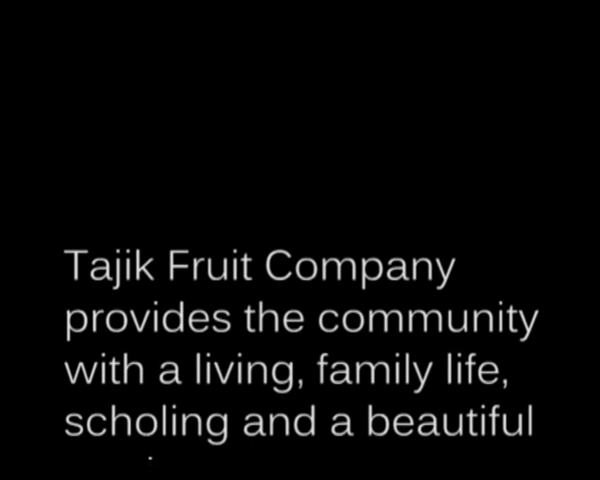 Tajik Fruit Company
provides the community
with a living, family life,
scholing and a beautiful